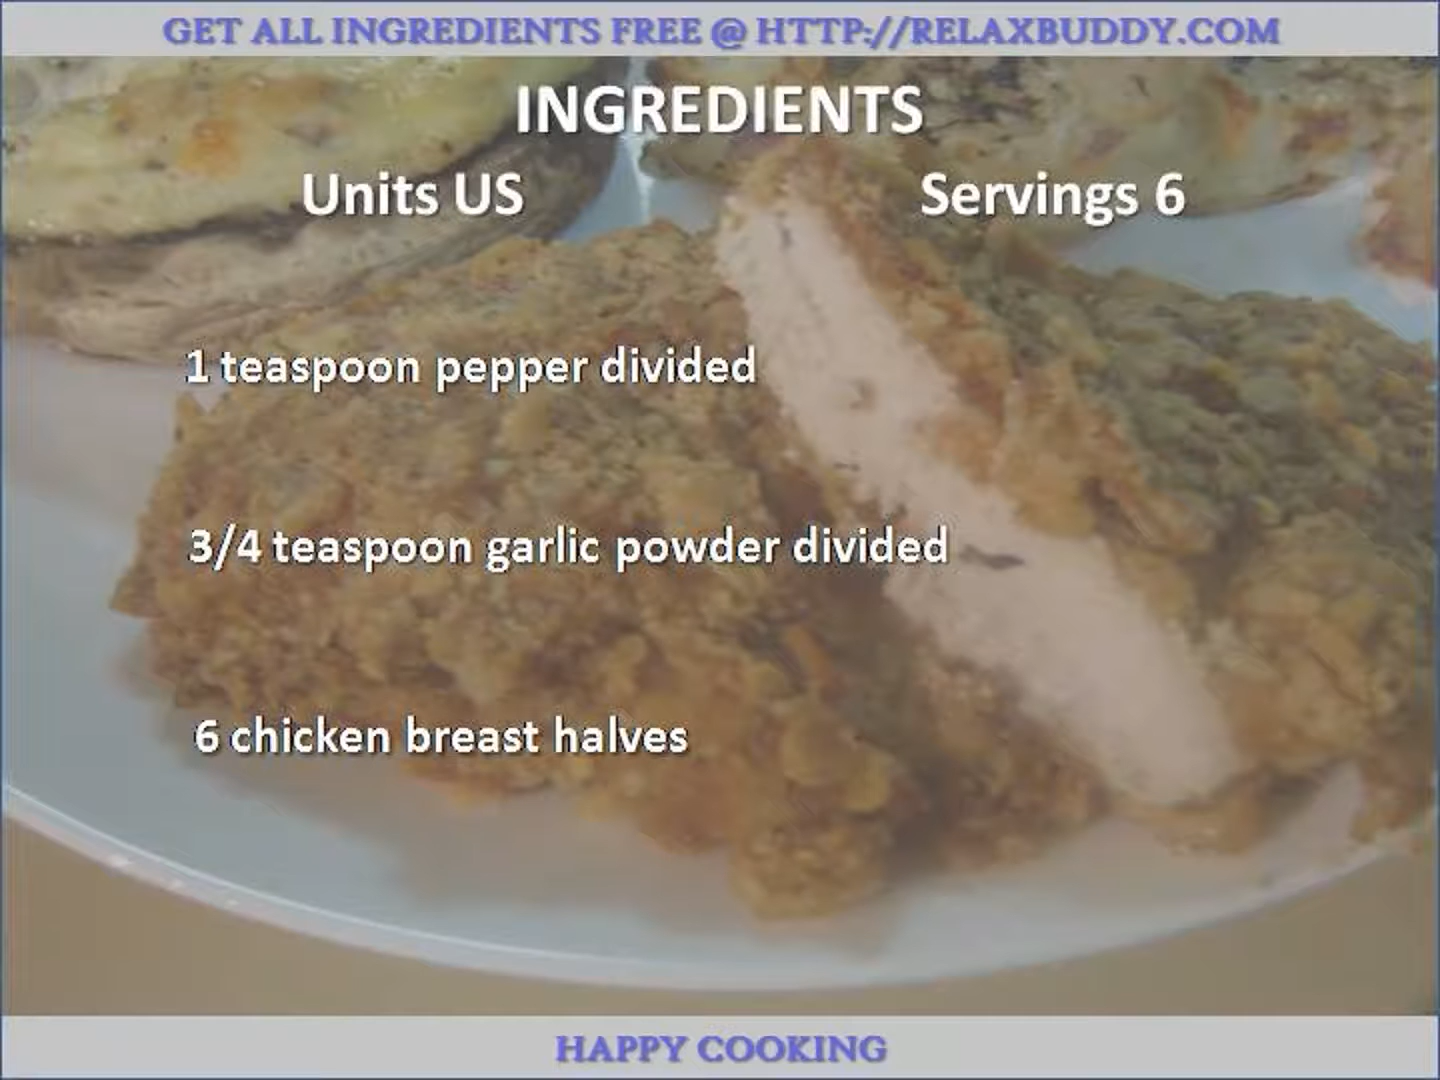 GET ALL INGREDIENTS FREE @ HTTP://RELAXBUDDY.COM
INGREDIENTS
Units US
Servings 6
1 teaspoon pepper divided
3/4 teaspoon garlic powder divided
6 chicken breast halves
HAPPY COOKING